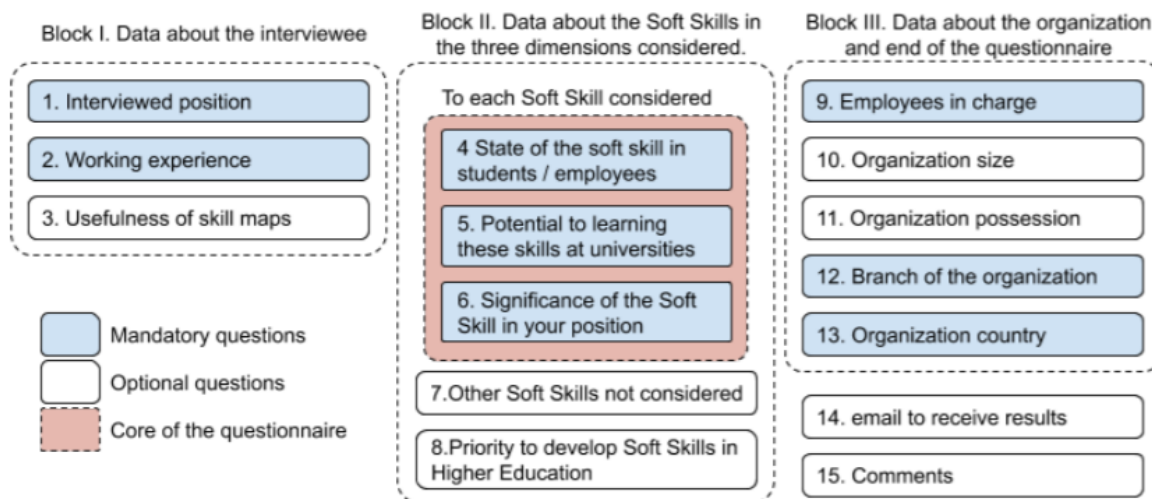 Block I. Data about the interviewee
1. Interviewed position
2. Working experience
3. Usefulness of skill maps
Mandatory questions
Optional questions
Core of the questionnaire
Block II. Data about the Soft Skills in
the three dimensions considered.
To each Soft Skill considered
4 State of the soft skill in
students / employees
5. Potential to learning
these skills at universities
6. Significance of the Soft
Skill in your position
7.Other Soft Skills not considered
8.Priority to develop Soft Skills in
Higher Education
Block III. Data about the organization
and end of the questionnaire
9. Employees in charge
10. Organization size
11. Organization possession
12. Branch of the organization
13. Organization country
14. email to receive results
15. Comments